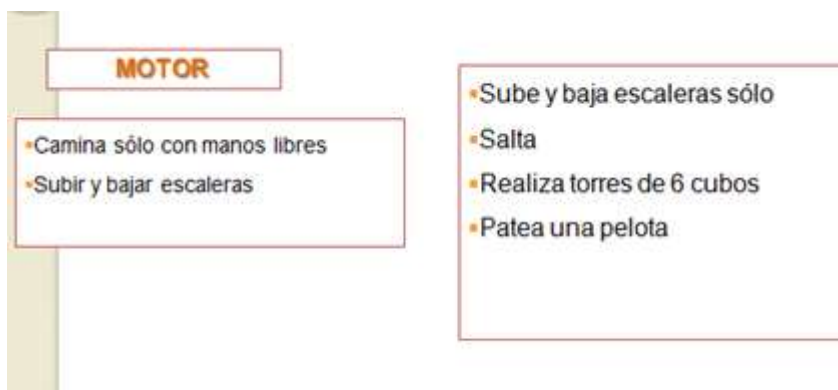 MOTOR
▪Camina sólo con manos libres
▪Subir y bajar escaleras
▪Sube y baja escaleras sólo
▪Salta
▪Realiza torres de 6 cubos
▪Patea una pelota